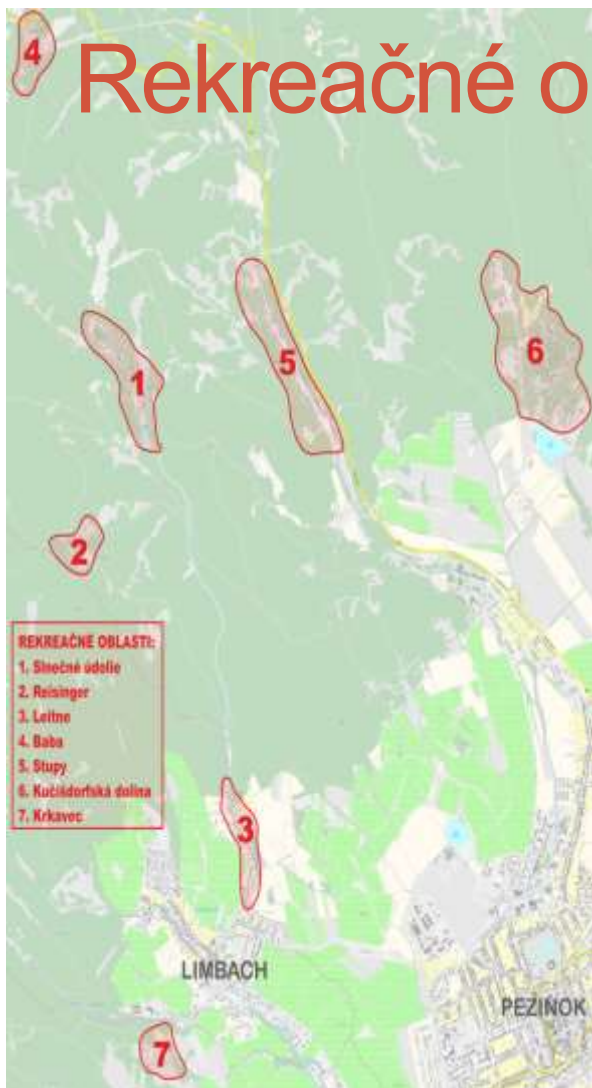 4
Rekreačné o
6
5
1
2
REKREAČNÉ OBLASTI:
1. Slnečné údolie
2. Reisinger
3. Leitne
4. Baba
5. Stupy
6. Kučišdorfská dolina
7. Krkavec
3
LIMBACH
PEZINOK
7